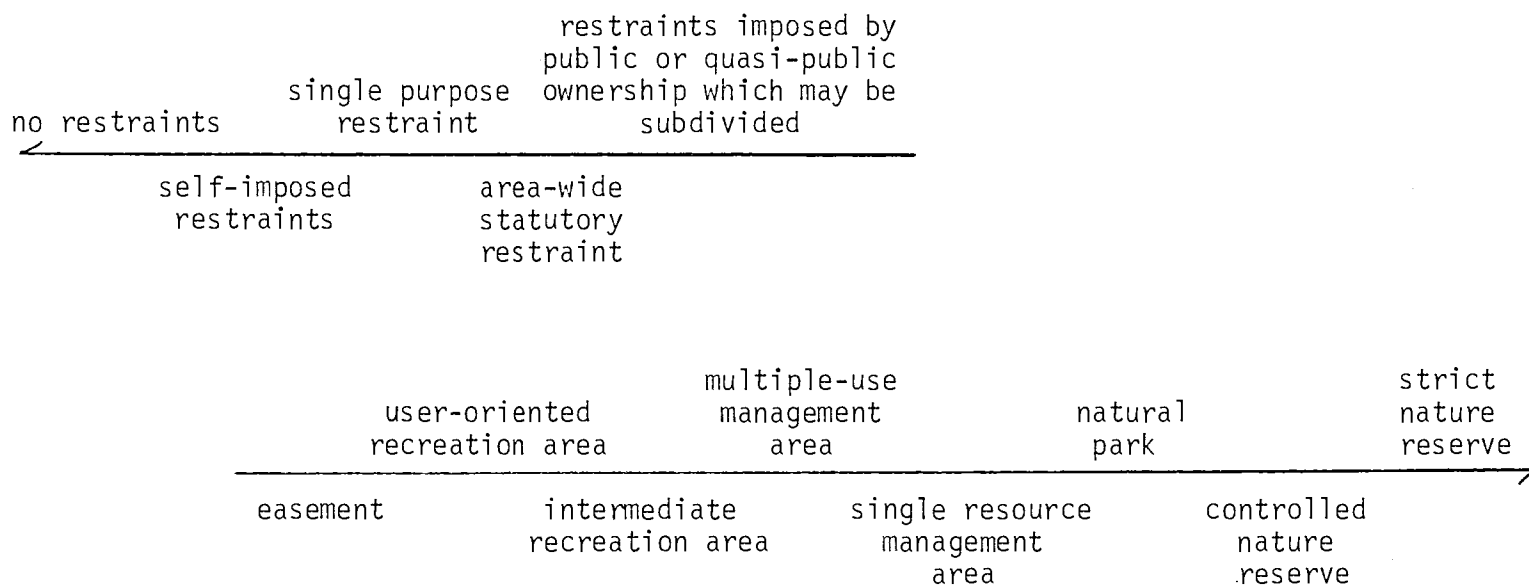 restraints imposed by
public or quasi-public
single purpose ownership which may be
no restraints restraint subdivided
self-imposed area-wide
restraints statutory
restraint
multiple-use strict
user-oriented management natural nature
recreation area area park reserve
easement intermediate single resource controlled
recreation area management nature
area reserve